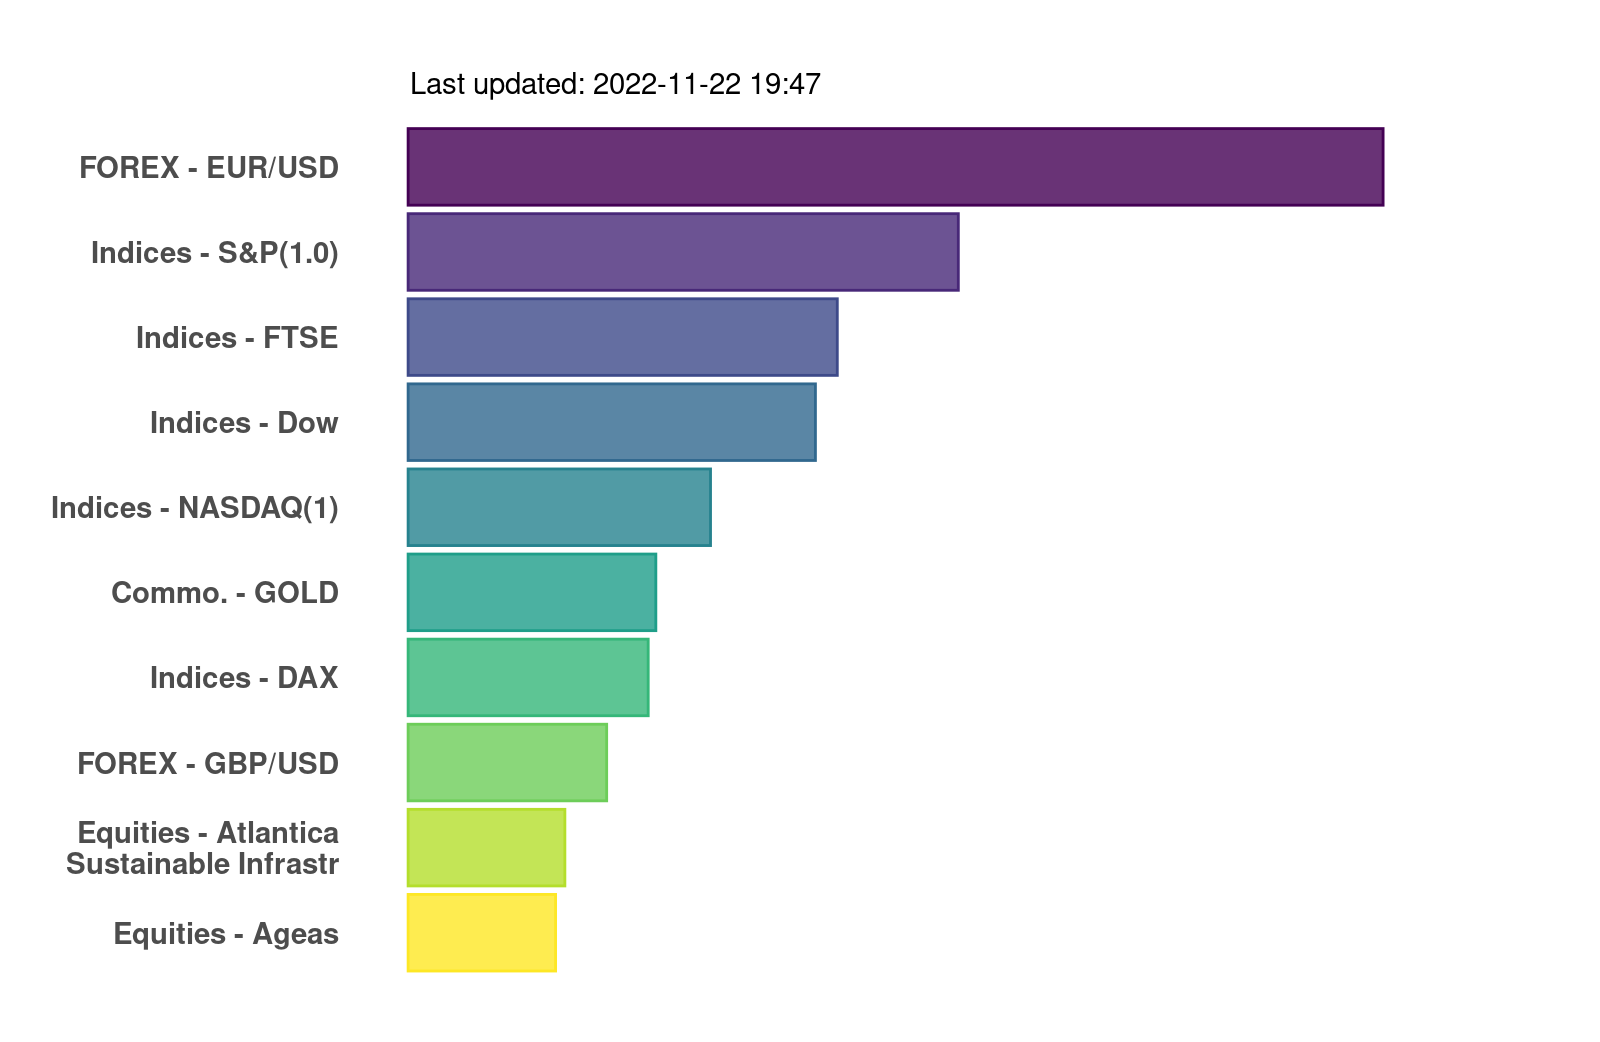 Last updated: 2022-11-22 19:47
FOREX - EUR/USD
Indices - S&P(1.0)
Indices - FTSE
Indices - Dow
Indices - NASDAQ(1)
Commo. - GOLD
Indices - DAX
FOREX - GBP/USD
Equities - Atlantica
Sustainable Infrastr
Equities - Ageas